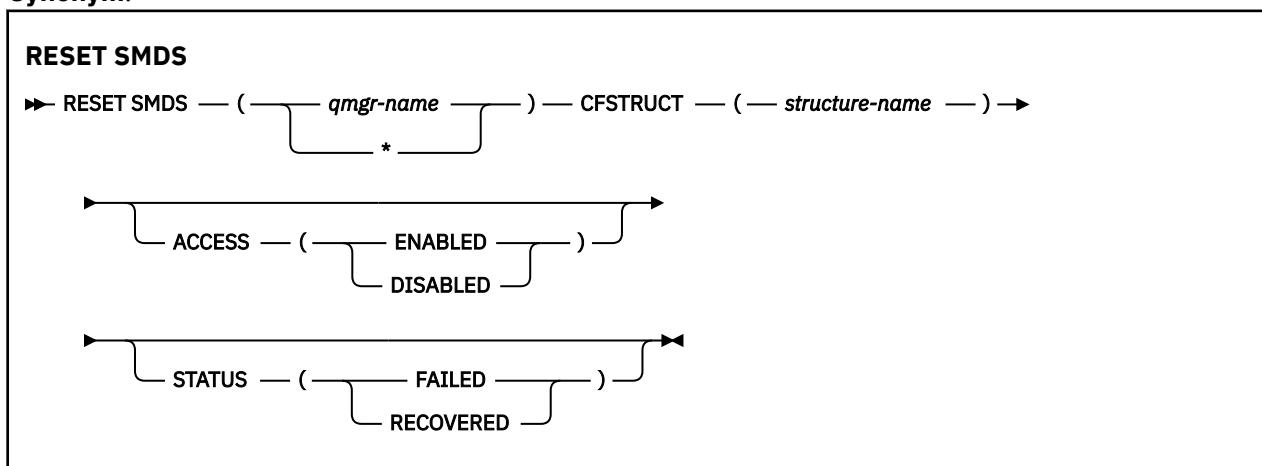 Synonym:
RESET SMDS
RESET SMDS ( qmgr-name ) CFSTRUCT ( structure-name )
*
ACCESS ( ENABLED )
DISABLED
STATUS ( FAILED )
RECOVERED